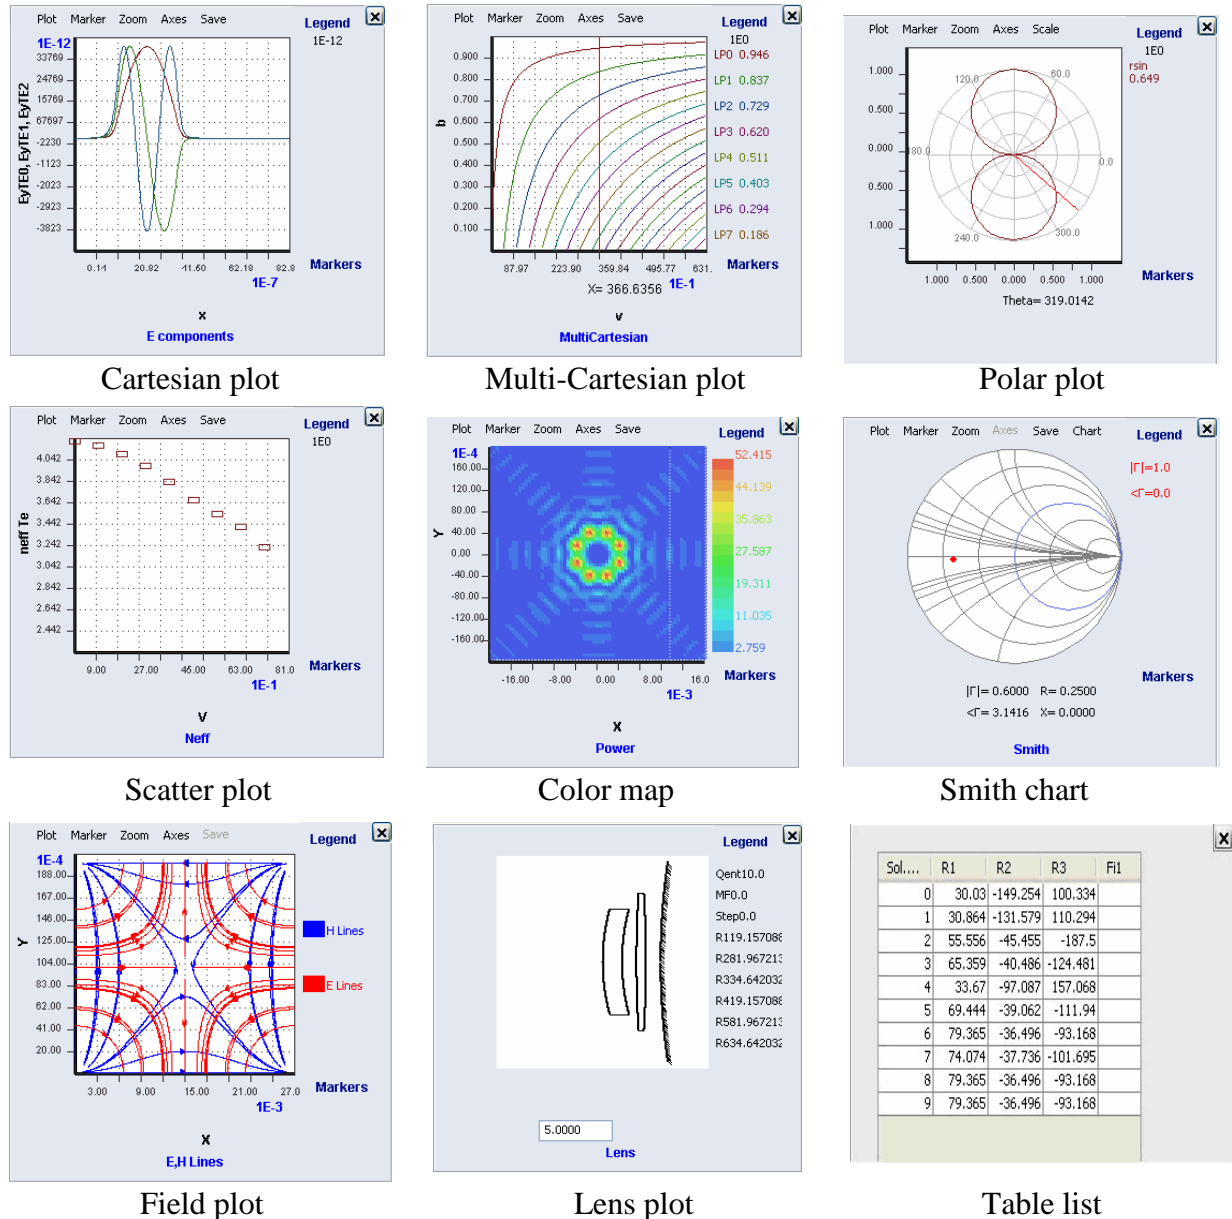 Plot Marker Zoom Axes Save
Legend
1E-12
1E-12
33769
24769
15769
67697
-2230
-1123
-2023
-2923
-3823
EyTE0, EyTE1, EyTE2
0.14 20.82 41.50 62.18 82.8
1E-7
Markers
x
E components
Cartesian plot
Plot Marker Zoom Axes Save
Legend
1E0
0.900
0.800
0.700
0.600
0.500
0.400
0.300
0.200
0.100
b
LP0 0.946
LP1 0.837
LP2 0.729
LP3 0.620
LP4 0.511
LP5 0.403
LP6 0.294
LP7 0.186
87.97 223.90 359.84 495.77 631.
X= 366.6356 1E-1
Markers
v
MultiCartesian
Multi-Cartesian plot
Plot Marker Zoom Axes Scale
Legend
1E0
rsin
0.649
1.000
0.500
0.000
0.500
1.000
120.0
60.0
180.0
0.0
240.0
300.0
1.000 0.500 0.000 0.500 1.000
Markers
Theta= 319.0142
Polar plot
Plot Marker Zoom Axes Save
Legend
1E0
4.042
3.842
3.642
3.442
3.242
3.042
2.842
2.642
2.442
neff Te
9.00 27.00 45.00 63.00 81.0
1E-1
Markers
V
Neff
Scatter plot
Plot Marker Zoom Axes Save
Legend
1E-4
160.00
120.00
80.00
40.00
0.00
-40.00
-80.00
-120.00
-160.00
Y
52.415
44.139
35.863
27.587
19.311
11.035
2.759
-16.00 -8.00 0.00 8.00 16.0
1E-3
Markers
X
Power
Color map
Plot Marker Zoom Axes Save Chart
Legend
|Γ|=1.0
<Γ=0.0
Markers
|Γ|= 0.6000 R= 0.2500
<Γ= 3.1416 X= 0.0000
Smith
Smith chart
Plot Marker Zoom Axes Save
Legend
1E-4
188.00
167.00
146.00
125.00
104.00
83.00
62.00
41.00
20.00
Y
H Lines
E Lines
3.00 9.00 15.00 21.00 27.0
1E-3
Markers
X
E,H Lines
Field plot
Legend
Qent10.0
MF0.0
Step0.0
R119.157086
R281.967213
R334.642032
R419.157086
R581.967213
R634.642032
5.0000
Lens
Lens plot
Sol.... R1 R2 R3 Fi1
0 30.03 -149.254 100.334
1 30.864 -131.579 110.294
2 55.556 -45.455 -187.5
3 65.359 -40.486 -124.481
4 33.67 -97.087 157.068
5 69.444 -39.062 -111.94
6 79.365 -36.496 -93.168
7 74.074 -37.736 -101.695
8 79.365 -36.496 -93.168
9 79.365 -36.496 -93.168
Table list